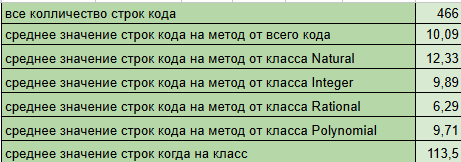 все колличество строк кода 466
среднее значение строк кода на метод от всего кода 10,09
среднее значение строк кода на метод от класса Natural 12,33
среднее значение строк кода на метод от класса Integer 9,89
среднее значение строк кода на метод от класса Rational 6,29
среднее значение строк кода на метод от класса Polynomial 9,71
среднее значение строк когда на класс 113,5